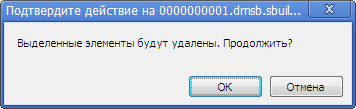 Подтвердите действие на 0000000001.dmsb.sbuil...
Выделенные элементы будут удалены. Продолжить?
OK Отмена